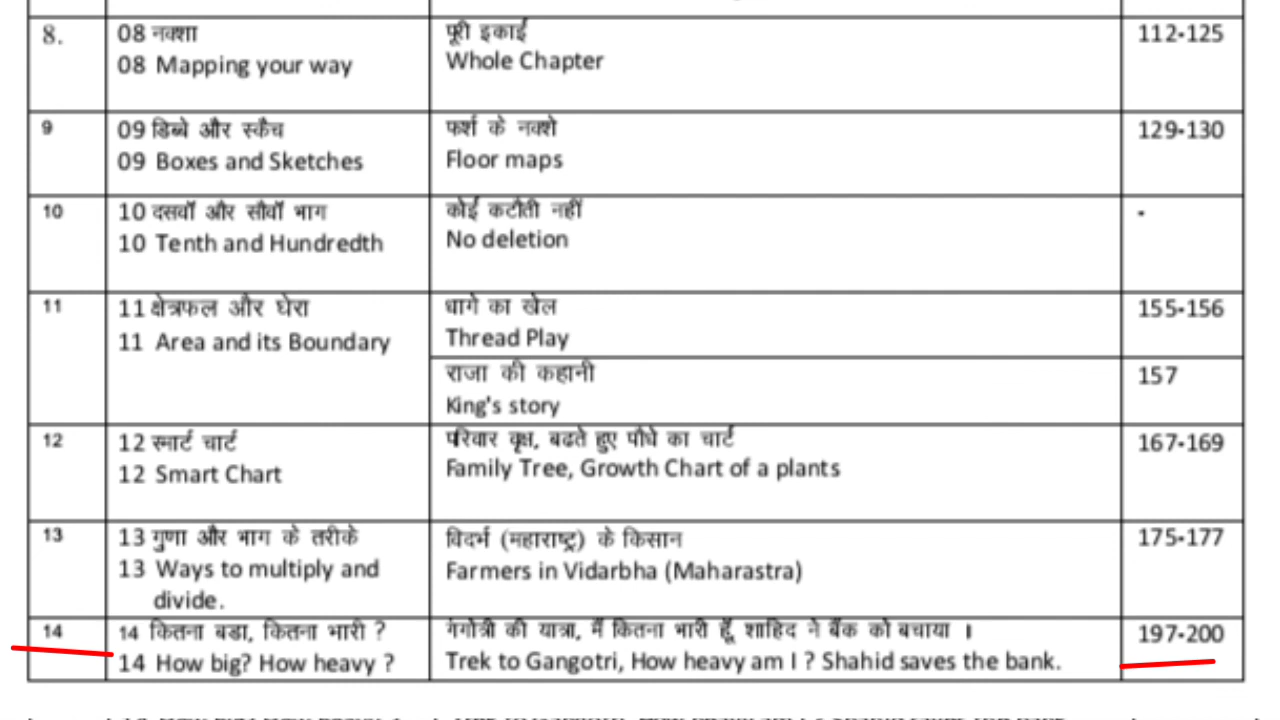 8.
08 नक्शा
08 Mapping your way
पूरी इकाई
Whole Chapter
112-125
9
09 डिब्बे और स्कैच
09 Boxes and Sketches
फर्श के नक्शे
Floor maps
129-130
10
10 दसवॉ और सौवॉ भाग
10 Tenth and Hundredth
कोई कटौती नहीं
No deletion
-
11
11 क्षेत्रफल और घेरा
11 Area and its Boundary
धागे का खेल
Thread Play
155-156
राजा की कहानी
King's story
157
12
12 स्मार्ट चार्ट
12 Smart Chart
परिवार वृक्ष, बढते हुए पौधे का चार्ट
Family Tree, Growth Chart of a plants
167-169
13
13 गुणा और भाग के तरीके
13 Ways to multiply and
divide.
विदर्भ (महाराष्ट्र) के किसान
Farmers in Vidarbha (Maharastra)
175-177
14
14 कितना बडा, कितना भारी ?
14 How big? How heavy ?
गंगोत्री की यात्रा, मैं कितना भारी हूँ, शाहिद ने बैंक को बचाया ।
Trek to Gangotri, How heavy am I ? Shahid saves the bank.
197-200